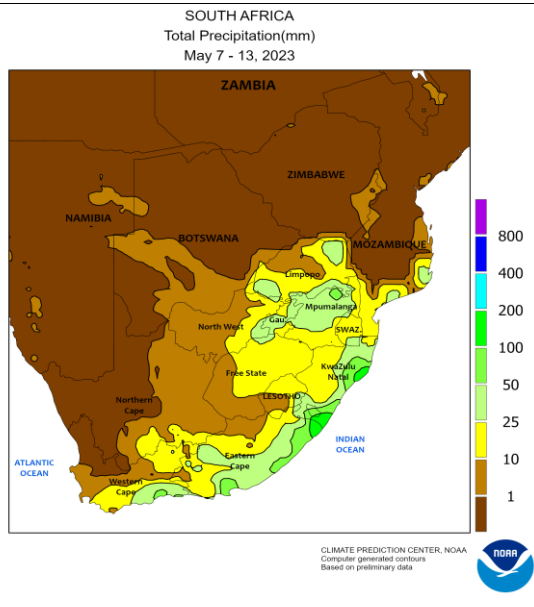 SOUTH AFRICA
Total Precipitation(mm)
May 7 - 13, 2023
ZAMBIA
ZIMBABWE
NAMIBIA
BOTSWANA
MOZAMBIQUE
Limpopo
Mpumalanga
Gau.
North West
SWAZ.
Free State
KwaZulu
Natal
LESOTHO
Northern
Cape
Eastern
Cape
Western
Cape
ATLANTIC
OCEAN
INDIAN
OCEAN
800
400
200
100
50
25
10
1
CLIMATE PREDICTION CENTER, NOAA
Computer generated contours
Based on preliminary data
NOAA